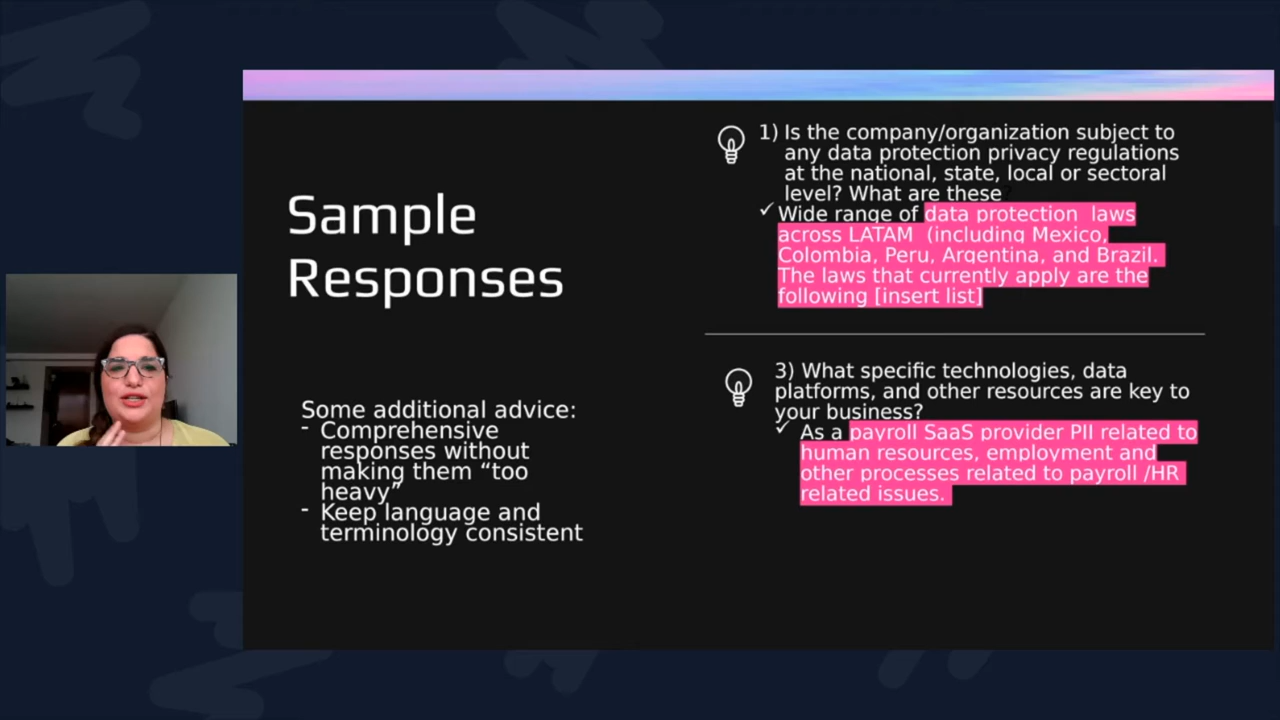 Sample
Responses
Some additional advice:
- Comprehensive
responses without
making them “too
heavy”
- Keep language and
terminology consistent
1) Is the company/organization subject to
any data protection privacy regulations
at the national, state, local or sectoral
level? What are these?
✓ Wide range of data protection laws
across LATAM (including Mexico,
Colombia, Peru, Argentina, and Brazil.
The laws that currently apply are the
following [insert list]
3) What specific technologies, data
platforms, and other resources are key to
your business?
✓ As a payroll SaaS provider PII related to
human resources, employment and
other processes related to payroll /HR
related issues.